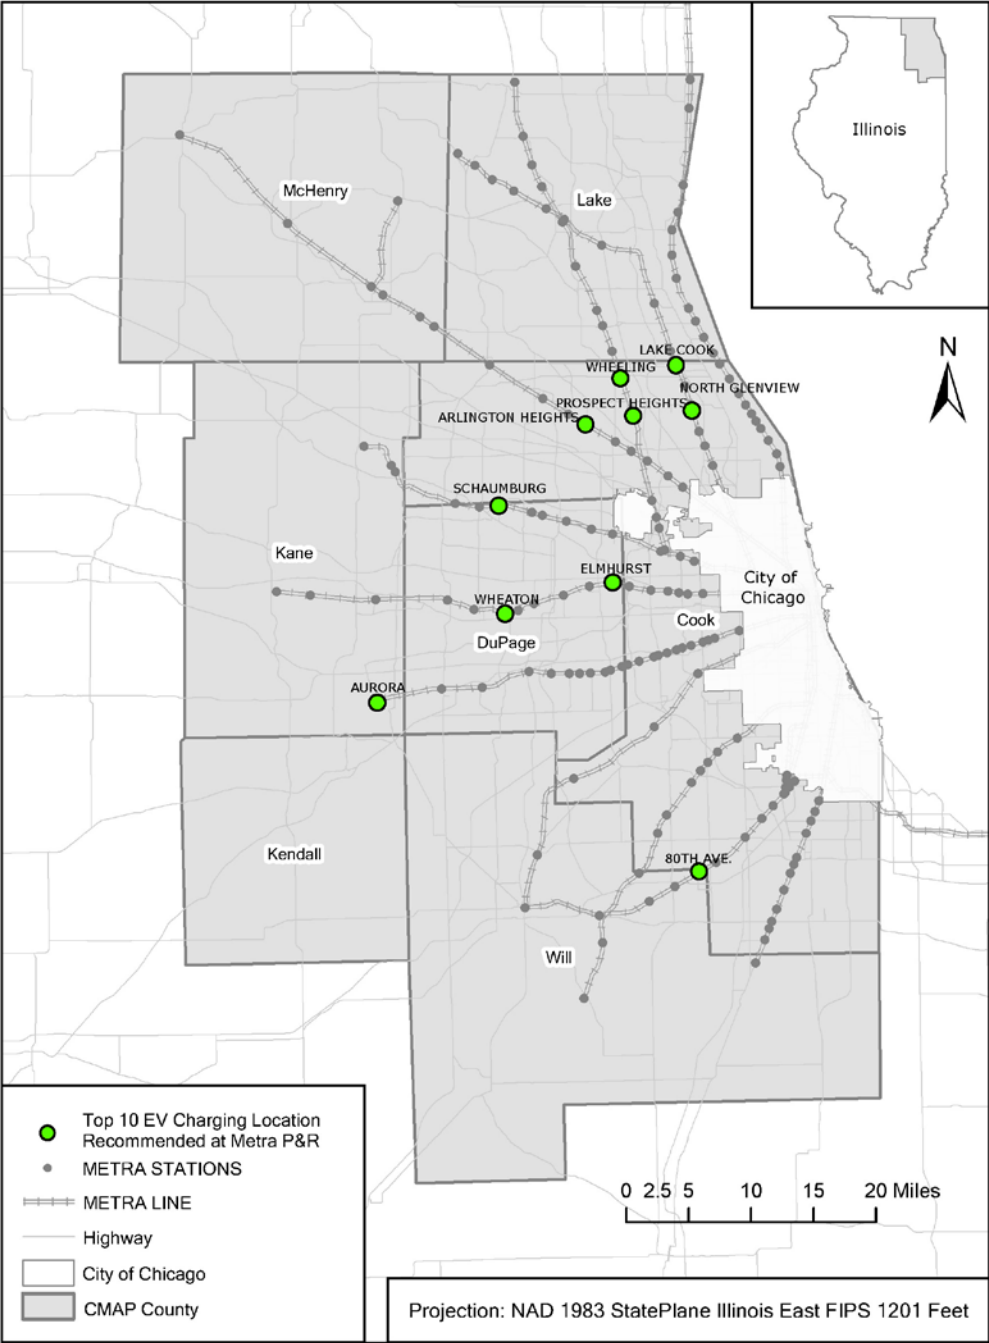 Illinois
McHenry
Lake
N
LAKE COOK
WHEELING
NORTH GLENVIEW
PROSPECT HEIGHTS
ARLINGTON HEIGHTS
SCHAUMBURG
Kane
ELMHURST
City of
Chicago
WHEATON
Cook
DuPage
AURORA
Kendall
80TH AVE.
Will
Top 10 EV Charging Location
Recommended at Metra P&R
METRA STATIONS
METRA LINE
Highway
City of Chicago
CMAP County
0 2.5 5 10 15 20 Miles
Projection: NAD 1983 StatePlane Illinois East FIPS 1201 Feet